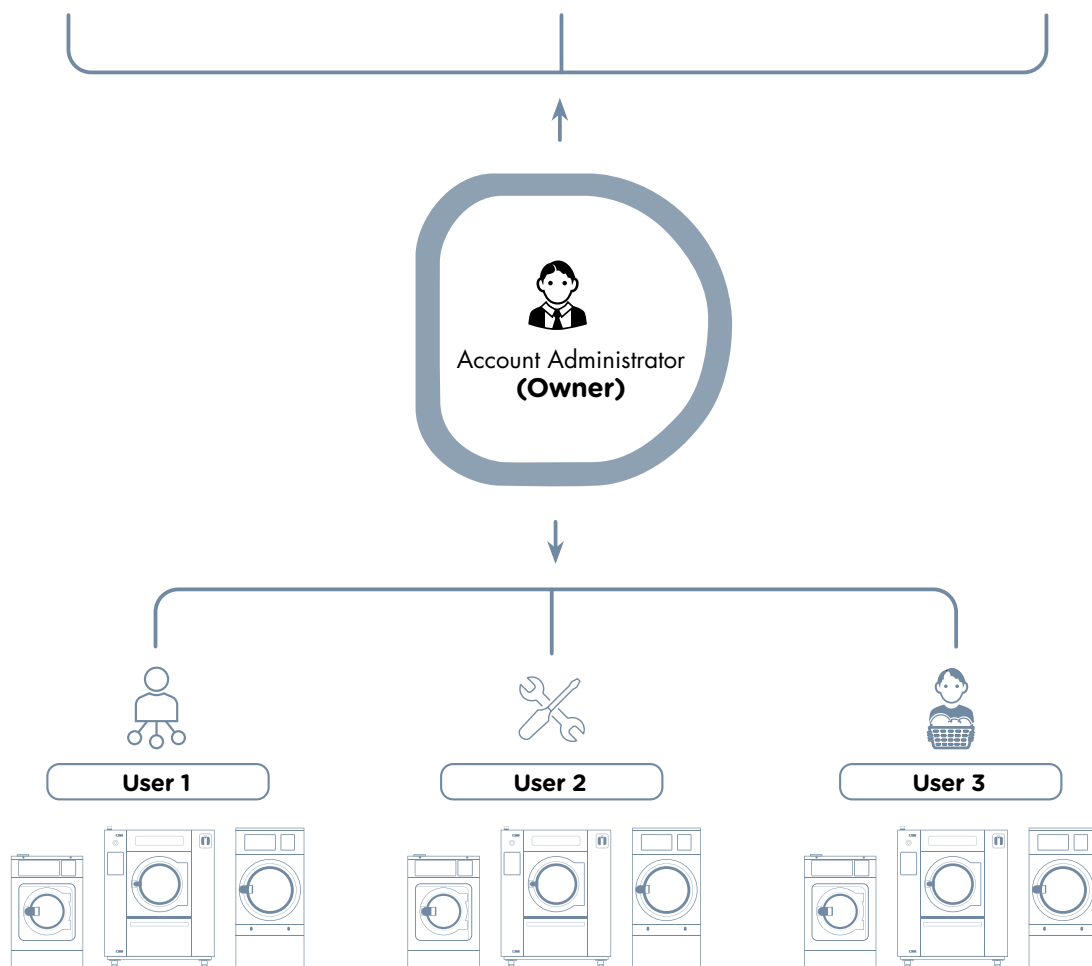 Account Administrator
(Owner)
User 1
User 2
User 3